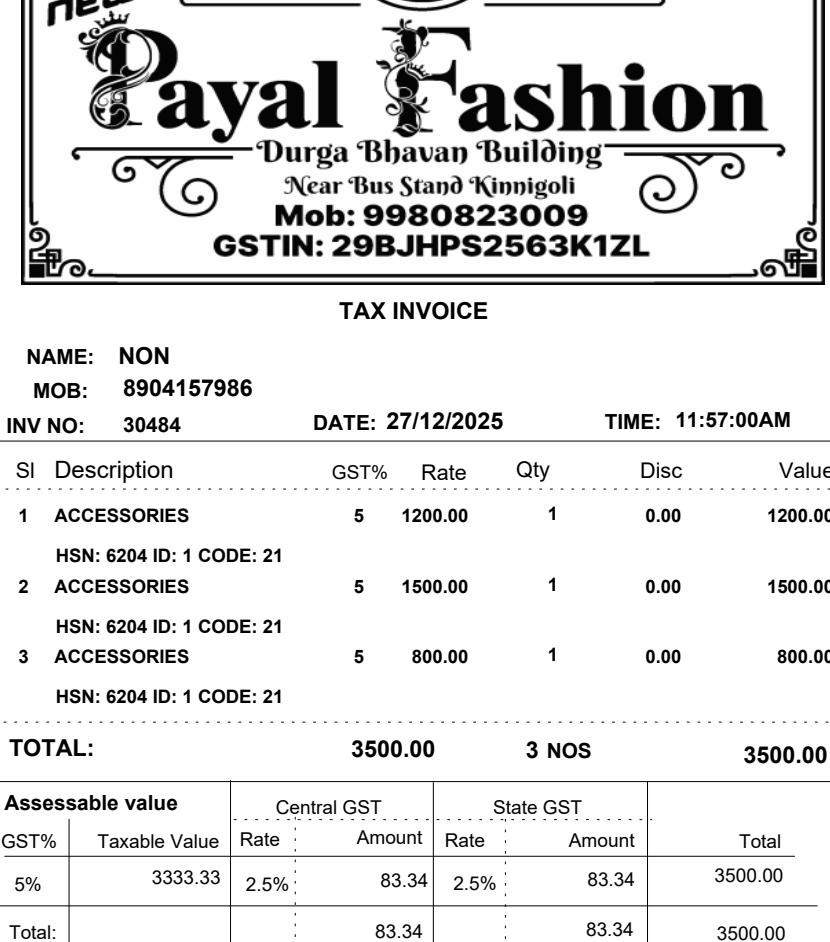 new
Payal Fashion
Durga Bhavan Building
Near Bus Stand Kinnigoli
Mob: 9980823009
GSTIN: 29BJHPS2563K1ZL
TAX INVOICE
NAME: NON
MOB: 8904157986
INV NO: 30484 DATE: 27/12/2025 TIME: 11:57:00AM
Sl Description GST% Rate Qty Disc Value
1 ACCESSORIES 5 1200.00 1 0.00 1200.00
HSN: 6204 ID: 1 CODE: 21
2 ACCESSORIES 5 1500.00 1 0.00 1500.00
HSN: 6204 ID: 1 CODE: 21
3 ACCESSORIES 5 800.00 1 0.00 800.00
HSN: 6204 ID: 1 CODE: 21
TOTAL: 3500.00 3 NOS 3500.00
Assessable value Central GST State GST
GST% Taxable Value Rate Amount Rate Amount Total
5% 3333.33 2.5% 83.34 2.5% 83.34 3500.00
Total: 83.34 83.34 3500.00